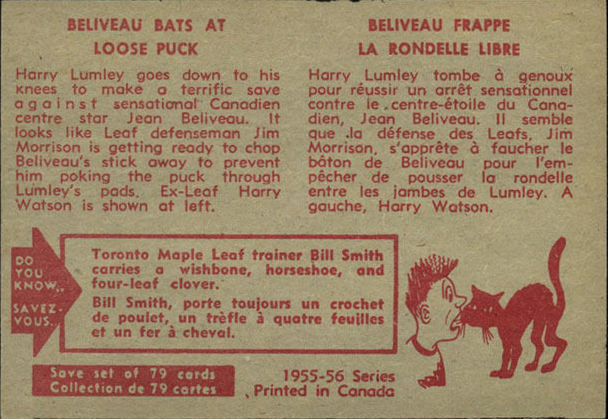 BELIVEAU BATS AT
LOOSE PUCK
Harry Lumley goes down to his
knees to make a terrific save
against sensational Canadien
centre star Jean Beliveau. It
looks like Leaf defenseman Jim
Morrison is getting ready to chop
Beliveau's stick away to prevent
him poking the puck through
Lumley's pads. Ex-Leaf Harry
Watson is shown at left.
BELIVEAU FRAPPE
LA RONDELLE LIBRE
Harry Lumley tombe à genoux
pour réussir un arrêt sensationnel
contre le centre-étoile du Cana-
dien, Jean Beliveau. Il semble
que la défense des Leafs, Jim
Morrison, s'apprête à faucher le
bâton de Beliveau pour l'em-
pêcher de pousser la rondelle
entre les jambes de Lumley. A
gauche, Harry Watson.
DO
YOU
KNOW..
SAVEZ-
VOUS..
Toronto Maple Leaf trainer Bill Smith
carries a wishbone, horseshoe, and
four-leaf clover.
Bill Smith, porte toujours un crochet
de poulet, un trèfle à quatre feuilles
et un fer à cheval.
Save set of 79 cards
Collection de 79 cartes
1955-56 Series
Printed in Canada